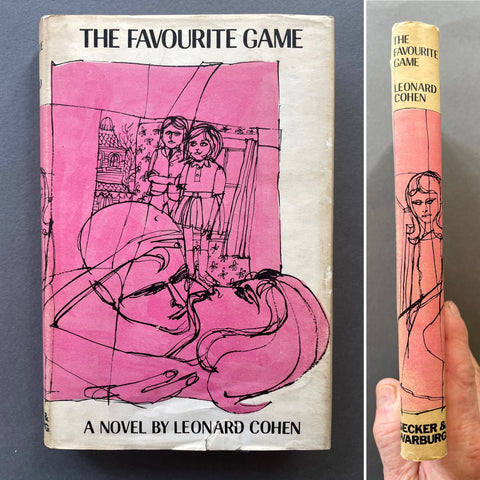 THE FAVOURITE GAME
A NOVEL BY LEONARD COHEN
&
G
THE
FAVOURITE
GAME
LEONARD
COHEN
SECKER &
WARBURG